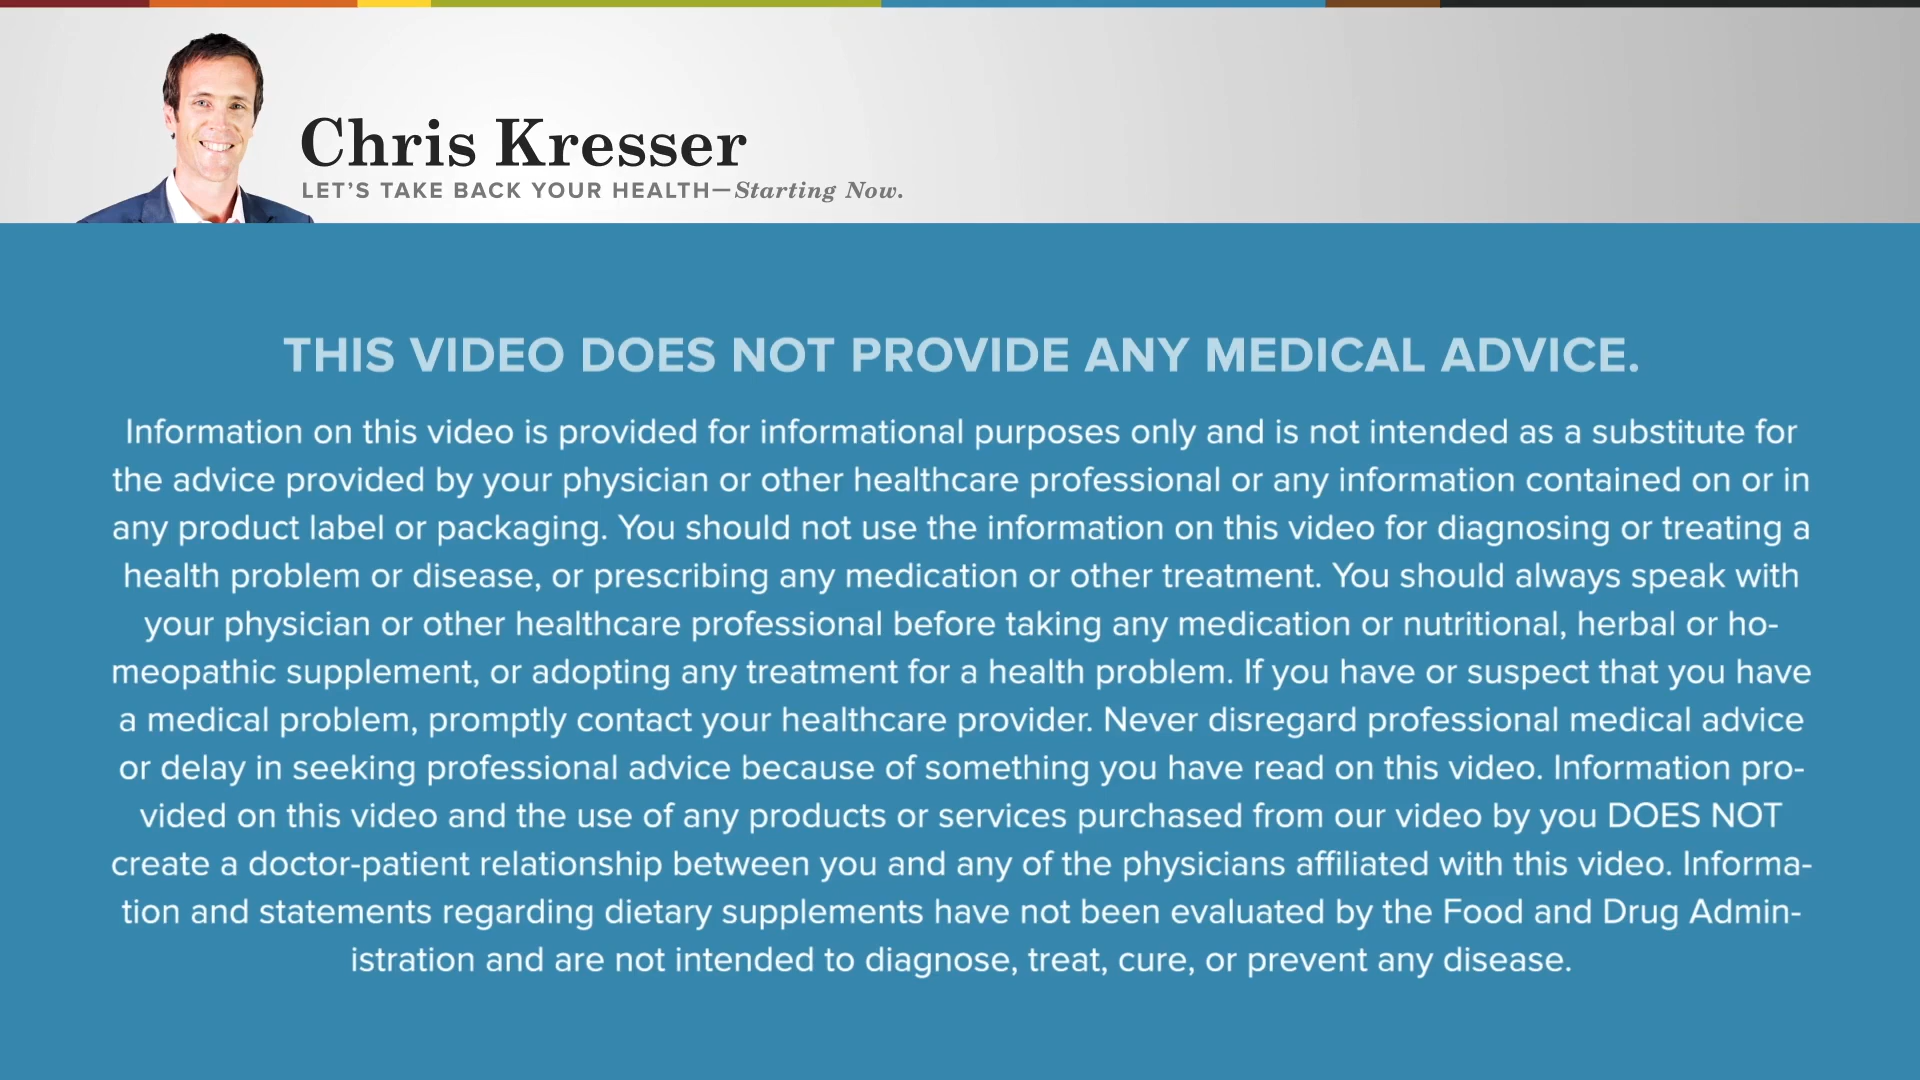 Chris Kresser
LET'S TAKE BACK YOUR HEALTH—Starting Now.
THIS VIDEO DOES NOT PROVIDE ANY MEDICAL ADVICE.
Information on this video is provided for informational purposes only and is not intended as a substitute for
the advice provided by your physician or other healthcare professional or any information contained on or in
any product label or packaging. You should not use the information on this video for diagnosing or treating a
health problem or disease, or prescribing any medication or other treatment. You should always speak with
your physician or other healthcare professional before taking any medication or nutritional, herbal or ho-
meopathic supplement, or adopting any treatment for a health problem. If you have or suspect that you have
a medical problem, promptly contact your healthcare provider. Never disregard professional medical advice
or delay in seeking professional advice because of something you have read on this video. Information pro-
vided on this video and the use of any products or services purchased from our video by you DOES NOT
create a doctor-patient relationship between you and any of the physicians affiliated with this video. Informa-
tion and statements regarding dietary supplements have not been evaluated by the Food and Drug Admin-
istration and are not intended to diagnose, treat, cure, or prevent any disease.